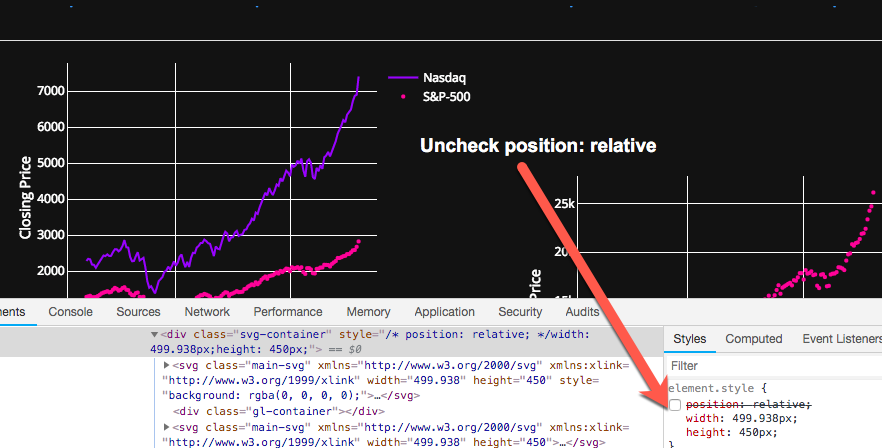 7000
6000
5000
4000
3000
2000
Closing Price
Nasdaq
S&P-500
Uncheck position: relative
25k
20
15k
Price
nents Console Sources Network Performance Memory Application Security Audits
▼<div class="svg-container" style="/* position: relative; */width:
499.938px;height: 450px;"> == $0
▶<svg class="main-svg" xmlns="http://www.w3.org/2000/svg" xmlns:xlink=
"http://www.w3.org/1999/xlink" width="499.938" height="450" style=
"background: rgba(0, 0, 0, 0);">…</svg>
<div class="gl-container"></div>
▶<svg class="main-svg" xmlns="http://www.w3.org/2000/svg" xmlns:xlink=
"http://www.w3.org/1999/xlink" width="499.938" height="450">…</svg>
Styles Computed Event Listeners
Filter
element.style {
position: relative;
width: 499.938px;
height: 450px;
}